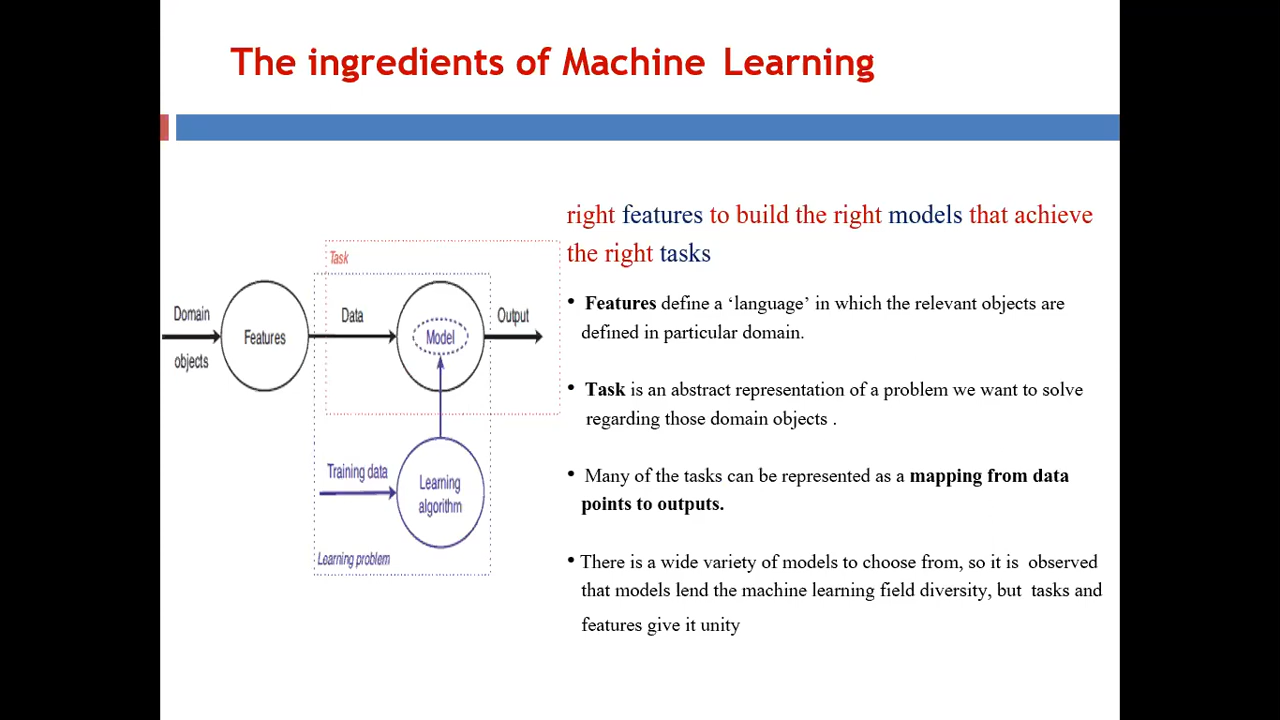 The ingredients of Machine Learning
right features to build the right models that achieve
the right tasks
Task
Domain
objects
Features
Data
Model
Output
Training data
Learning
algorithm
Learning problem
• Features define a ‘language’ in which the relevant objects are
defined in particular domain.
• Task is an abstract representation of a problem we want to solve
regarding those domain objects .
• Many of the tasks can be represented as a mapping from data
points to outputs.
• There is a wide variety of models to choose from, so it is observed
that models lend the machine learning field diversity, but tasks and
features give it unity